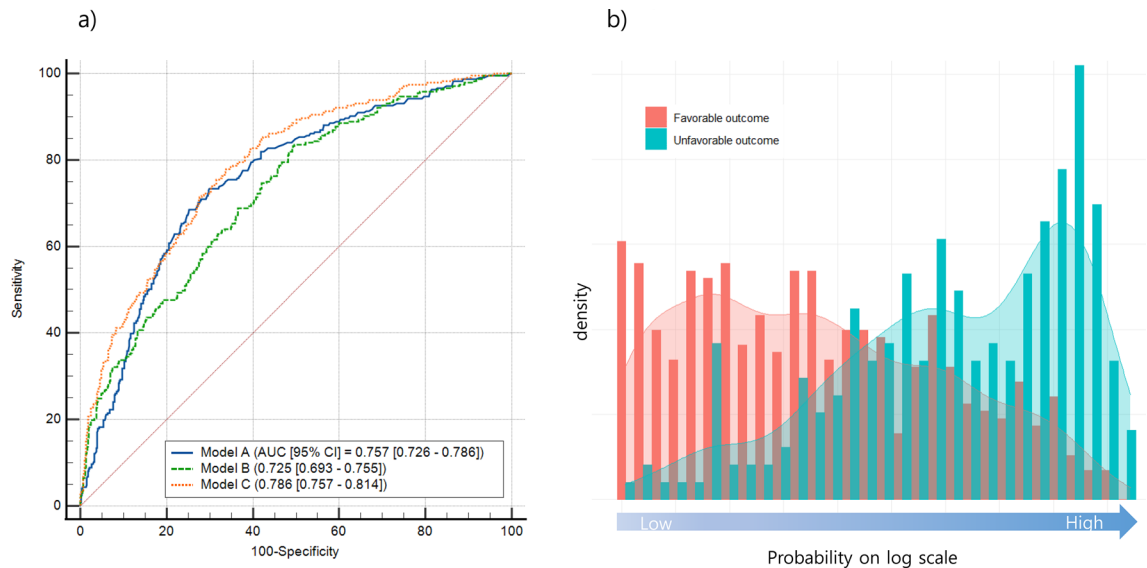 a)
100
80
60
40
20
0
Sensitivity
Model A (AUC [95% CI] = 0.757 [0.726 - 0.786])
Model B (0.725 [0.693 - 0.755])
Model C (0.786 [0.757 - 0.814])
0 20 40 60 80 100
100-Specificity
b)
Favorable outcome
Unfavorable outcome
density
Low High
Probability on log scale